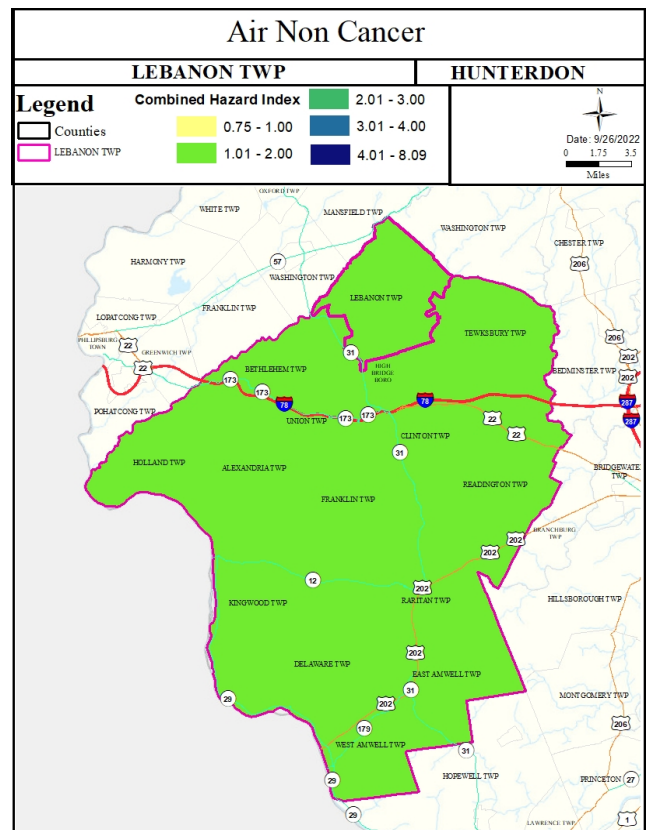 Air Non Cancer
LEBANON TWP
HUNTERDON
Legend
Counties
LEBANON TWP
Combined Hazard Index
0.75 - 1.00
1.01 - 2.00
2.01 - 3.00
3.01 - 4.00
4.01 - 8.09
N
Date: 9/26/2022
0 1.75 3.5
Miles
OXFORD TWP
WHITE TWP
MANSFIELD TWP
WASHINGTON TWP
CHESTER TWP
206
57
HARMONY TWP
WASHINGTON TWP
LEBANON TWP
FRANKLIN TWP
LOPATCONG TWP
TEWKSBURY TWP
PHILLIPSBURG
TOWN
22
GREENWICH TWP
22
31
HIGH
BRIDGE
BORO
206
202
202
BEDMINSTER TWP
BETHLEHEM TWP
173
173
78
78
287
287
POHATCONG TWP
UNION TWP
173
173
22
22
CLINTON TWP
31
HOLLAND TWP
ALEXANDRIA TWP
READINGTON TWP
BRIDGEWATE
TWP
FRANKLIN TWP
BRANCHBURG
TWP
202
202
12
202
KINGWOOD TWP
RARITAN TWP
HILLSBOROUGH TWP
202
DELAWARE TWP
EAST AMWELL TWP
31
29
202
MONTGOMERY TWP
206
179
WEST AMWELL TWP
31
29
HOPEWELL TWP
PRINCETON
27
29
LAWRENCE TWP
1